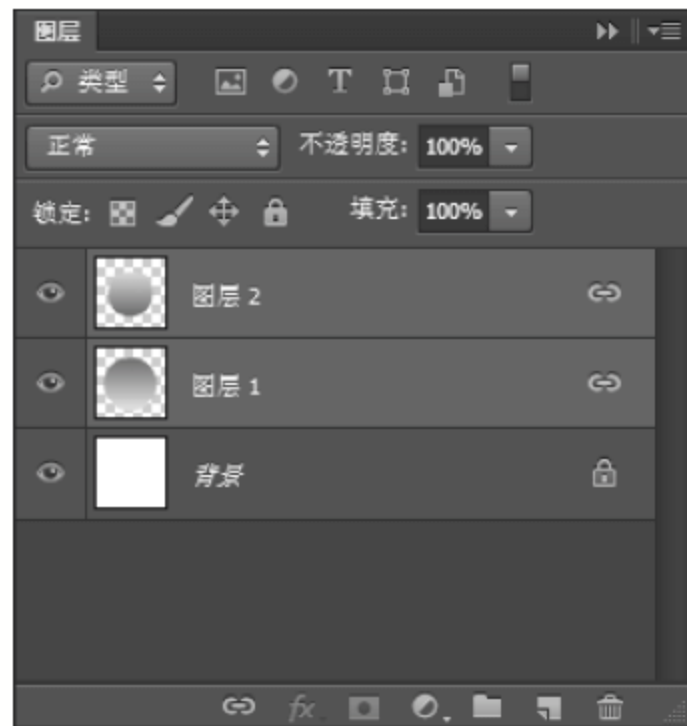 图层
类型
正常 不透明度: 100%
锁定: 填充: 100%
图层 2
图层 1
背景
fx